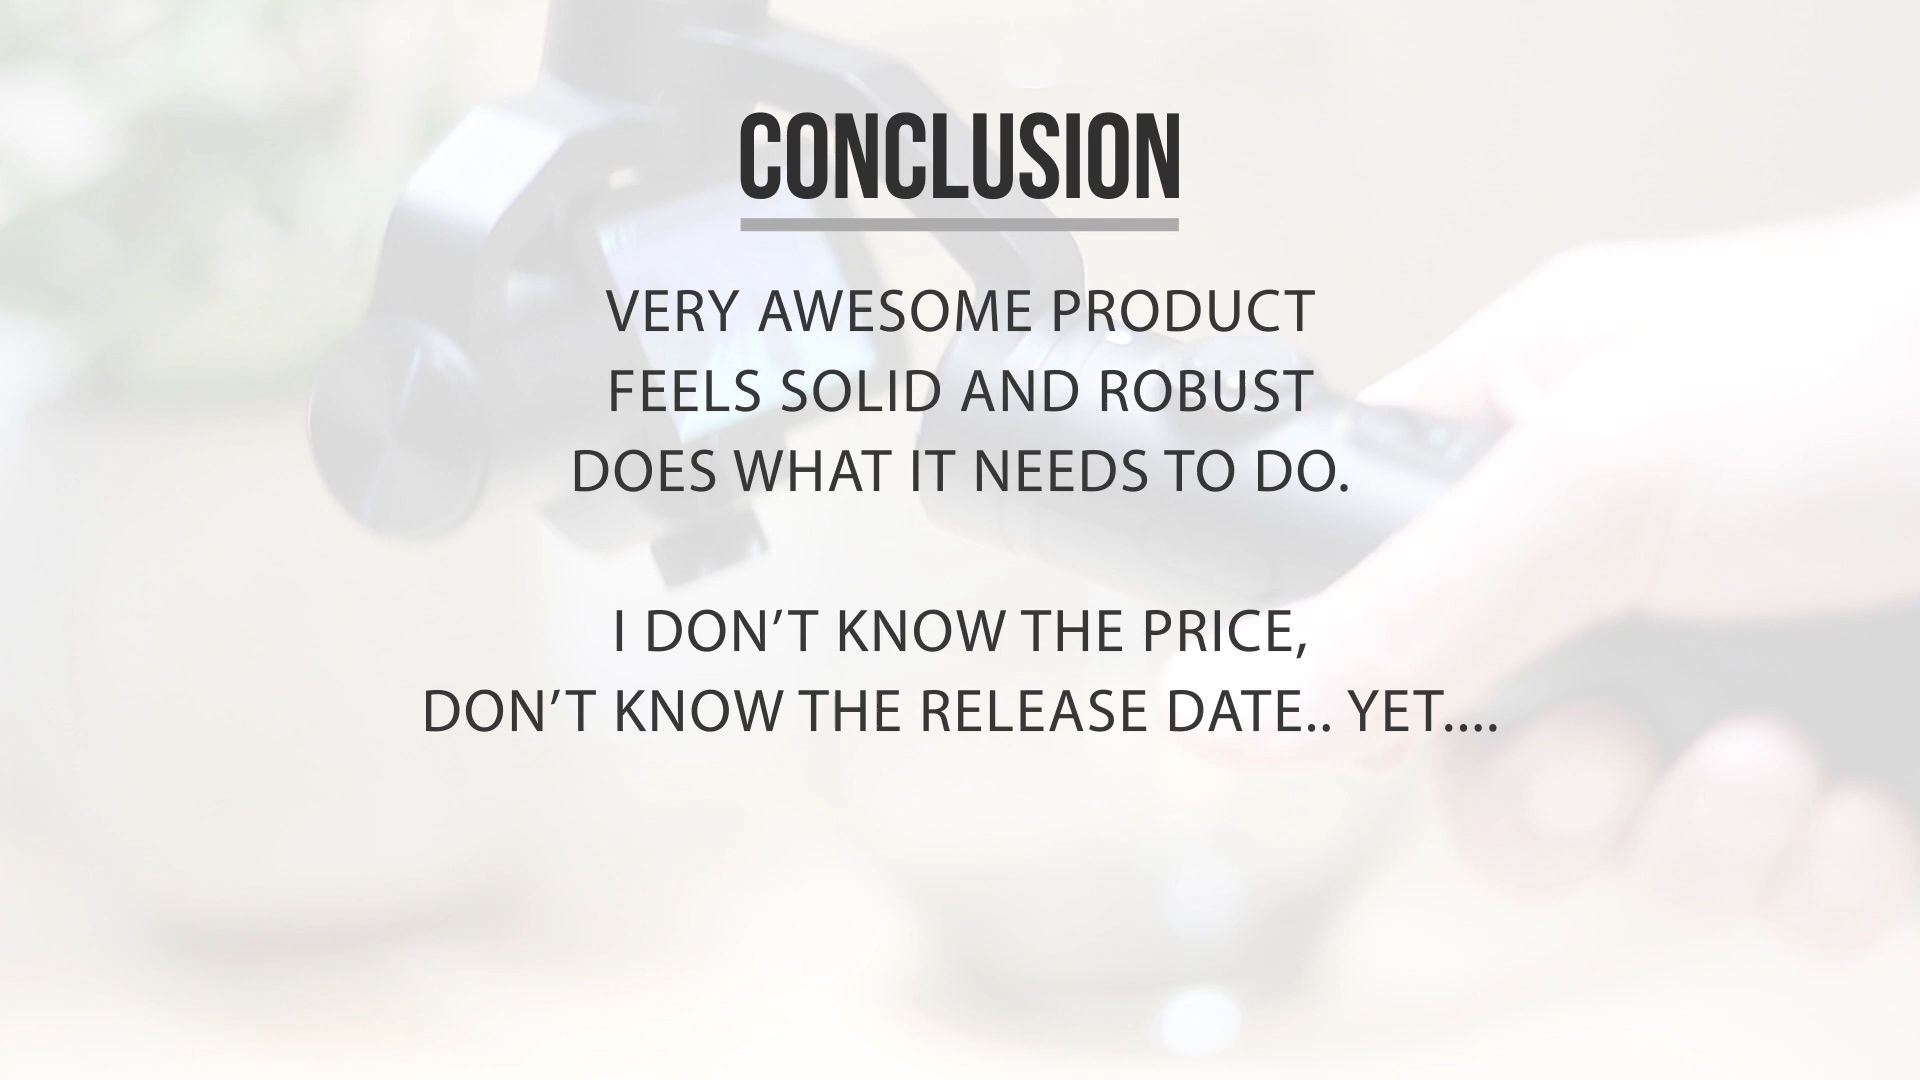 CONCLUSION
VERY AWESOME PRODUCT
FEELS SOLID AND ROBUST
DOES WHAT IT NEEDS TO DO.
I DON’T KNOW THE PRICE,
DON’T KNOW THE RELEASE DATE.. YET....